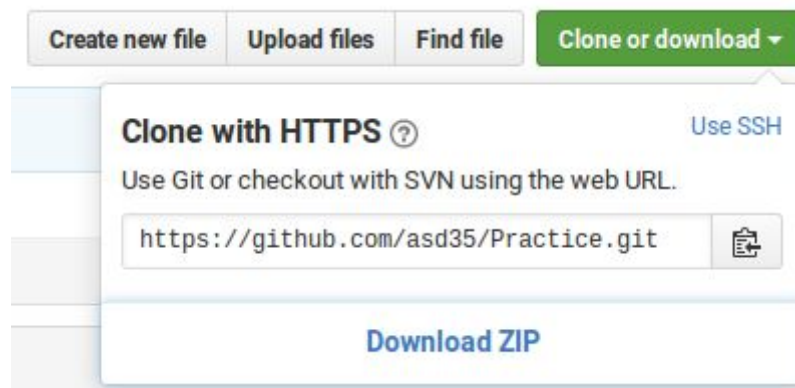 Create new file Upload files Find file Clone or download
Clone with HTTPS ? Use SSH
Use Git or checkout with SVN using the web URL.
https://github.com/asd35/Practice.git
Download ZIP